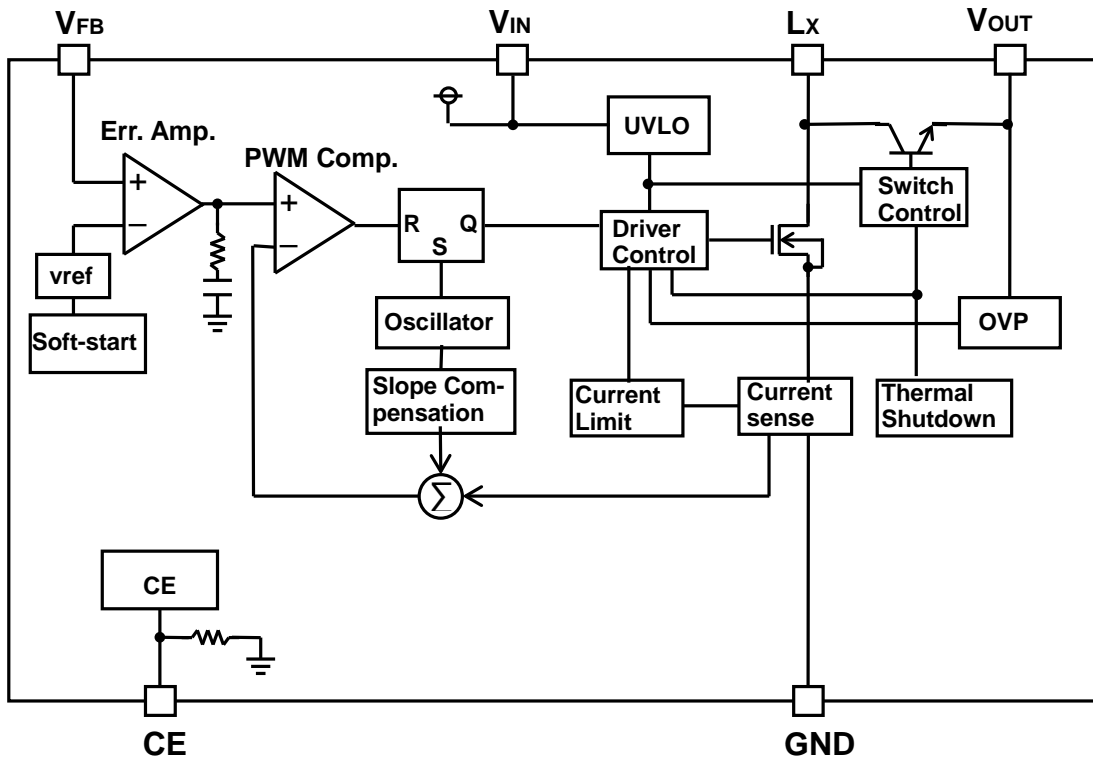 VFB
VIN
LX
VOUT
Err. Amp.
PWM Comp.
UVLO
Switch
Control
+
−
+
−
R
Q
S
Driver
Control
vref
Soft-start
Oscillator
OVP
Slope Com-
pensation
Current
Limit
Current
sense
Thermal
Shutdown
Σ
CE
CE
GND